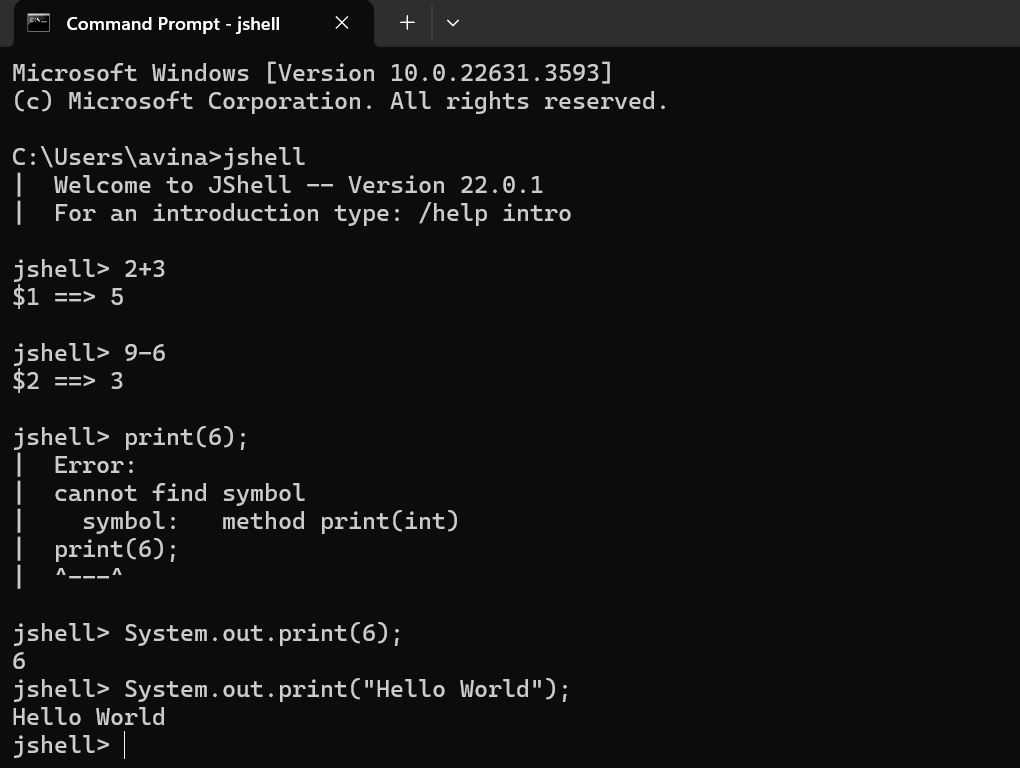 Command Prompt - jshell
Microsoft Windows [Version 10.0.22631.3593]
(c) Microsoft Corporation. All rights reserved.
C:\Users\avina>jshell
|  Welcome to JShell -- Version 22.0.1
|  For an introduction type: /help intro
jshell> 2+3
$1 ==> 5
jshell> 9-6
$2 ==> 3
jshell> print(6);
|  Error:
|  cannot find symbol
|    symbol:   method print(int)
|  print(6);
|  ^---^
jshell> System.out.print(6);
6
jshell> System.out.print("Hello World");
Hello World
jshell>